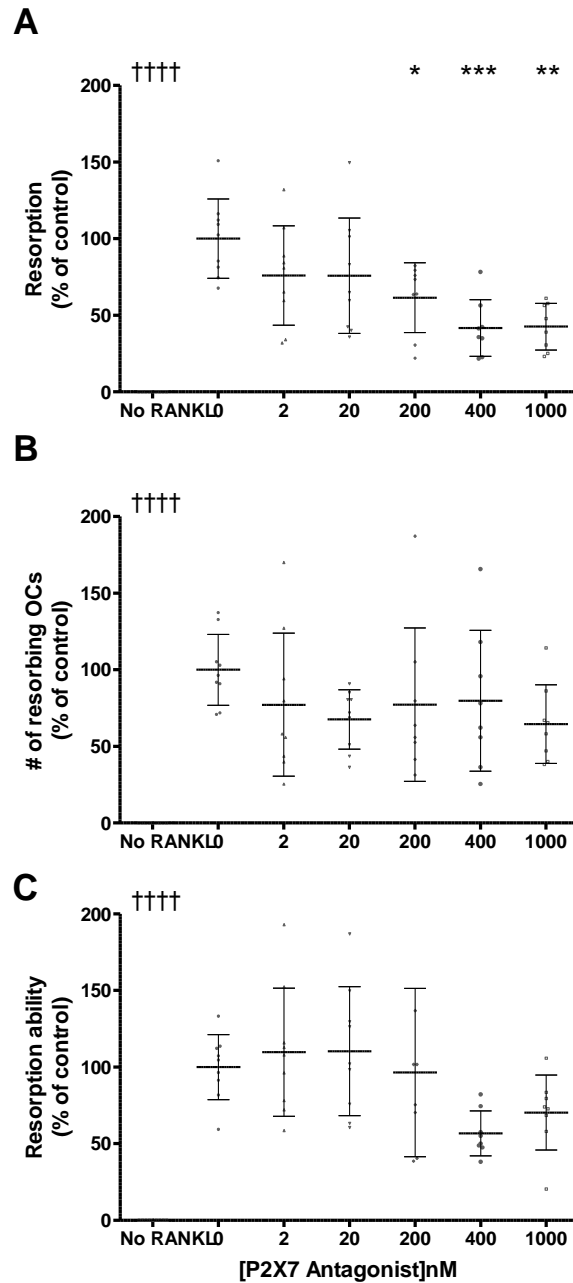 A
††††
* *** **
200
150
100
50
0
Resorption
(% of control)
No RANKL 0 2 20 200 400 1000
B
††††
200
150
100
50
0
# of resorbing OCs
(% of control)
No RANKL 0 2 20 200 400 1000
C
††††
200
150
100
50
0
Resorption ability
(% of control)
No RANKL 0 2 20 200 400 1000
[P2X7 Antagonist]nM